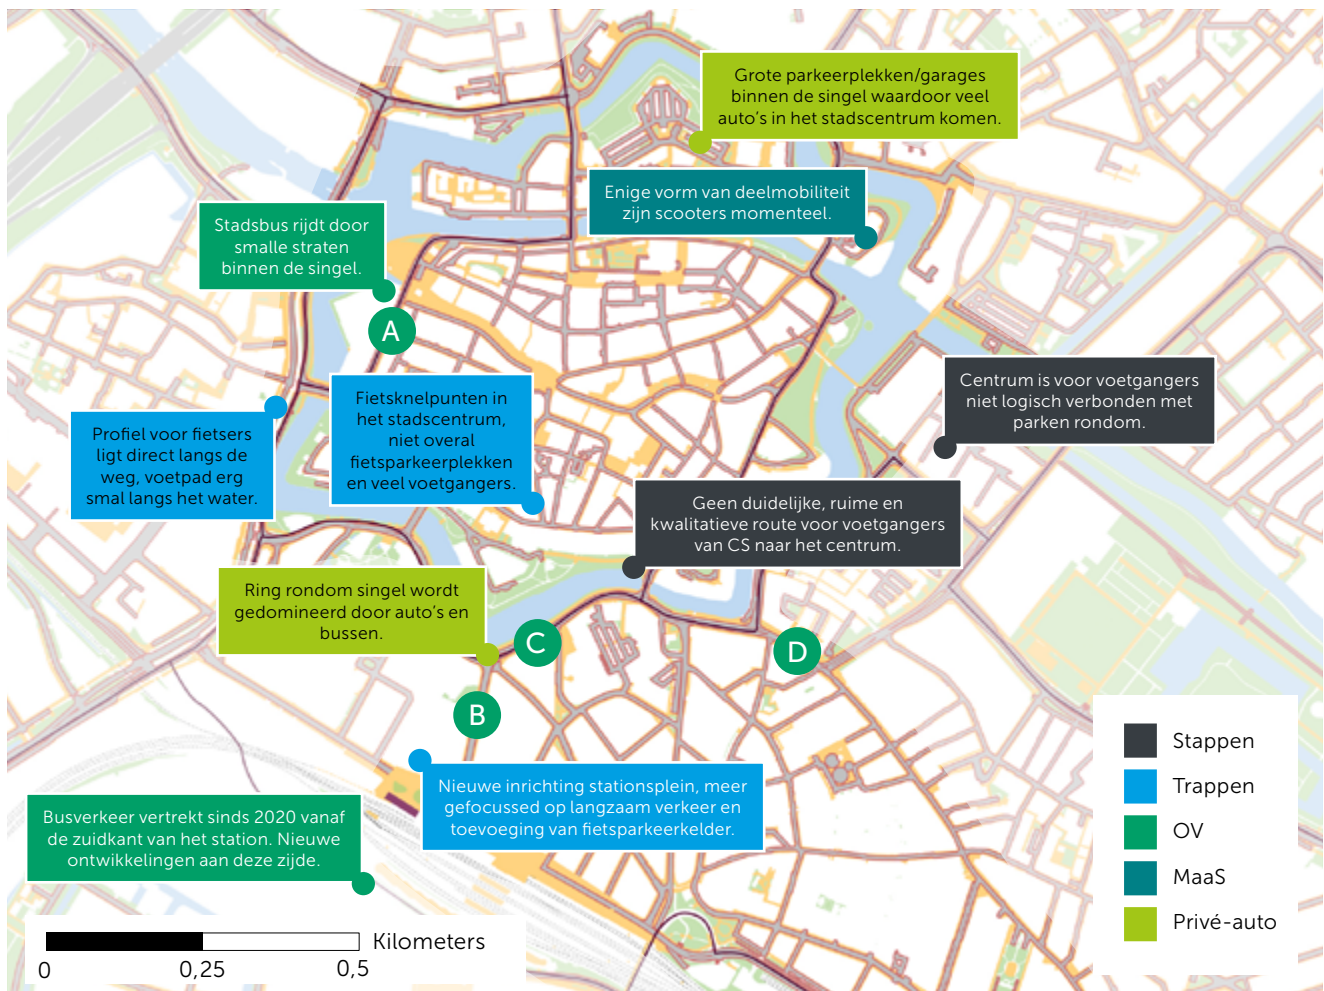 Grote parkeerplekken/garages
binnen de singel waardoor veel
auto's in het stadscentrum komen.
Enige vorm van deelmobiliteit
zijn scooters momenteel.
Stadsbus rijdt door
smalle straten
binnen de singel.
A
Centrum is voor voetgangers
niet logisch verbonden met
parken rondom.
Fietsknelpunten in
het stadscentrum,
niet overal
fietsparkeerplekken
en veel voetgangers.
Profiel voor fietsers
ligt direct langs de
weg, voetpad erg
smal langs het water.
Geen duidelijke, ruime en
kwalitatieve route voor voetgangers
van CS naar het centrum.
Ring rondom singel wordt
gedomineerd door auto's en
bussen.
C
D
B
Nieuwe inrichting stationsplein, meer
gefocussed op langzaam verkeer en
toevoeging van fietsparkeerkelder.
Busverkeer vertrekt sinds 2020 vanaf
de zuidkant van het station. Nieuwe
ontwikkelingen aan deze zijde.
Stappen
Trappen
OV
MaaS
Privé-auto
Kilometers
0
0,25
0,5